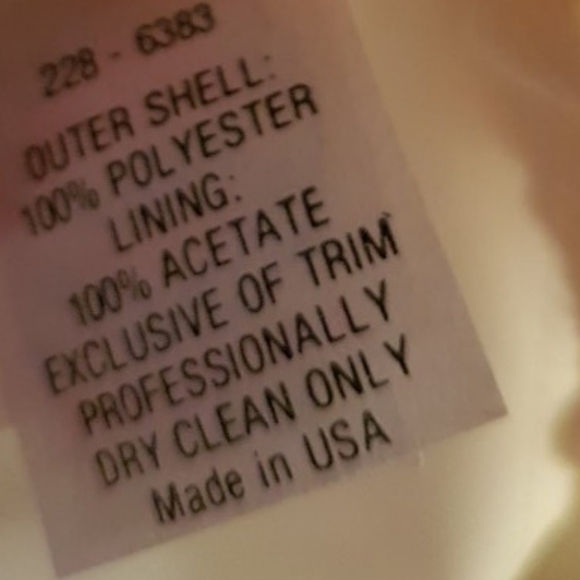 228 - 6383
OUTER SHELL:
100% POLYESTER
LINING:
100% ACETATE
EXCLUSIVE OF TRIM
PROFESSIONALLY
DRY CLEAN ONLY
Made in USA